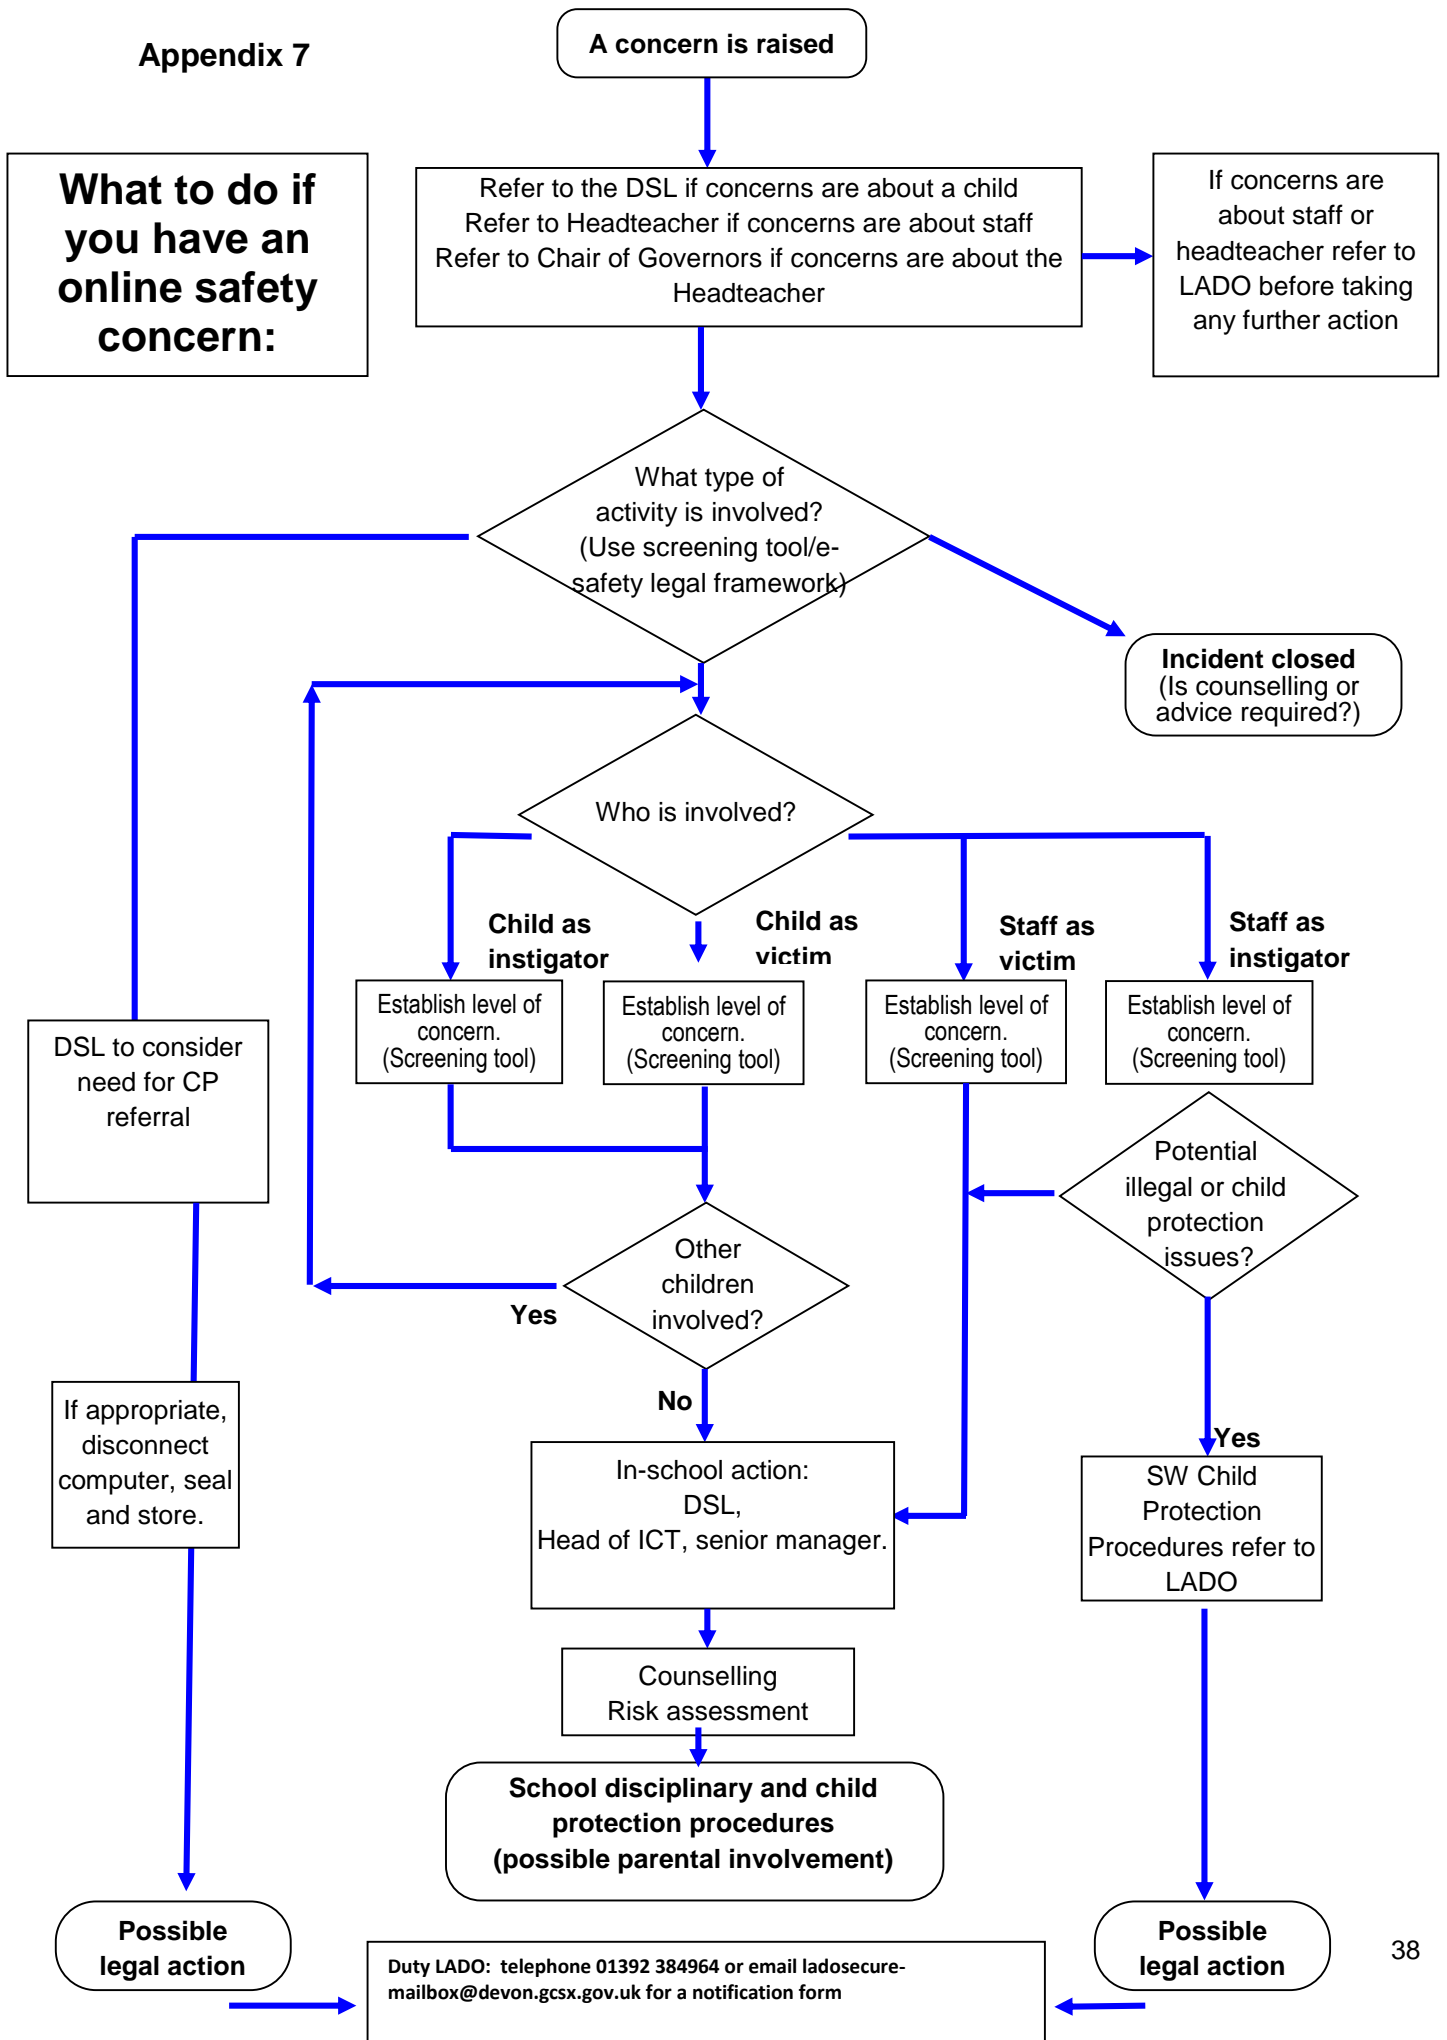 Appendix 7
A concern is raised
What to do if
you have an
online safety
concern:
Refer to the DSL if concerns are about a child
Refer to Headteacher if concerns are about staff
Refer to Chair of Governors if concerns are about the
Headteacher
If concerns are
about staff or
headteacher refer to
LADO before taking
any further action
What type of
activity is involved?
(Use screening tool/e-
safety legal framework)
Incident closed
(Is counselling or
advice required?)
Who is involved?
Child as
instigator
Child as
victim
Staff as
victim
Staff as
instigator
Establish level of
concern.
(Screening tool)
Establish level of
concern.
(Screening tool)
Establish level of
concern.
(Screening tool)
Establish level of
concern.
(Screening tool)
DSL to consider
need for CP
referral
Potential
illegal or child
protection
issues?
Other
children
involved?
Yes
No
Yes
If appropriate,
disconnect
computer, seal
and store.
In-school action:
DSL,
Head of ICT, senior manager.
SW Child
Protection
Procedures refer to
LADO
Counselling
Risk assessment
School disciplinary and child
protection procedures
(possible parental involvement)
Possible
legal action
Possible
legal action
38
Duty LADO: telephone 01392 384964 or email ladosecure-
mailbox@devon.gcsx.gov.uk for a notification form